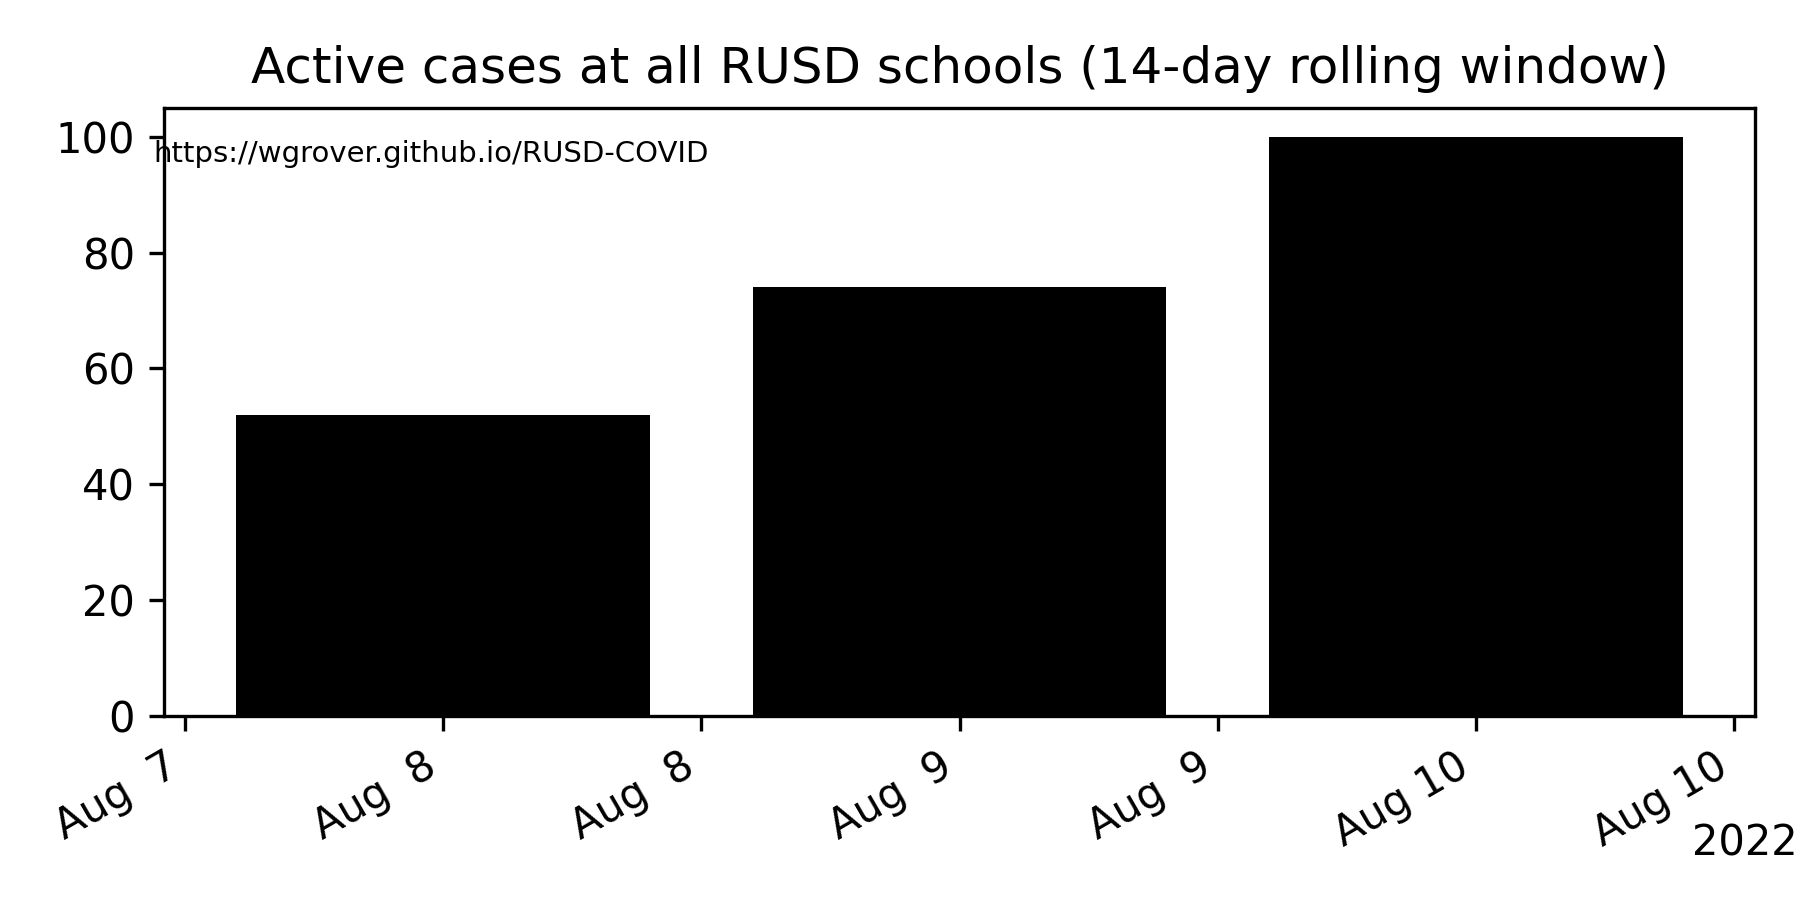 Active cases at all RUSD schools (14-day rolling window)
100
https://wgrover.github.io/RUSD-COVID
80
60
40
20
0
Aug 7
Aug 8
Aug 8
Aug 9
Aug 9
Aug 10
Aug 10
2022